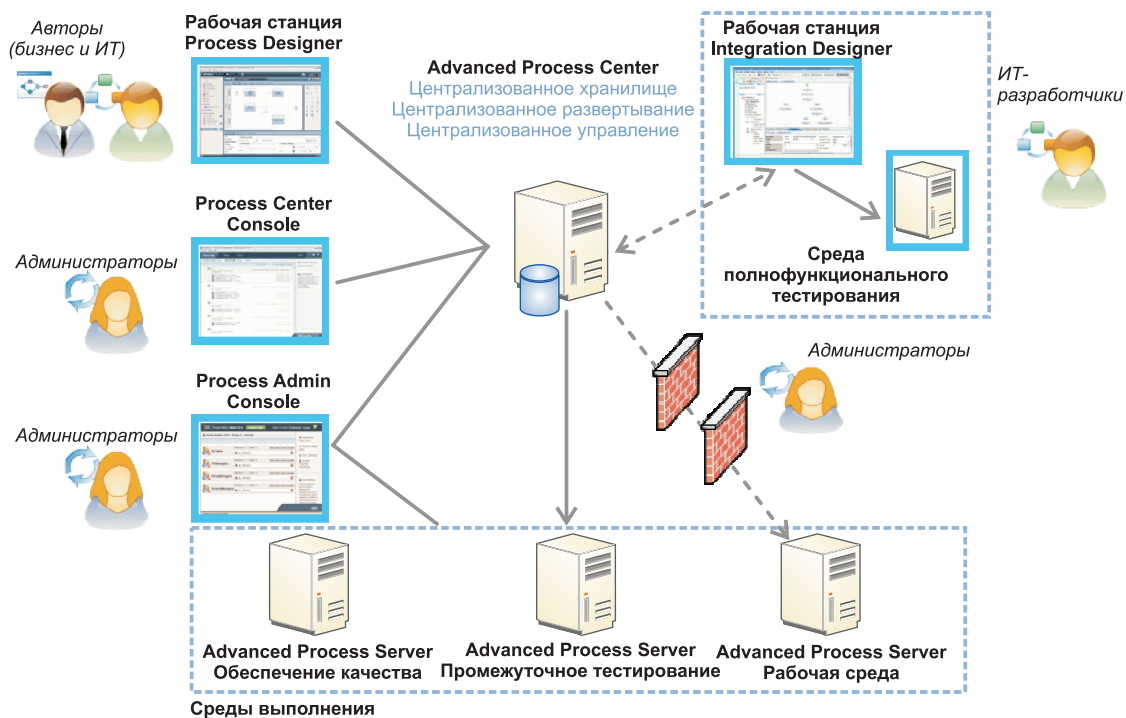 Авторы
(бизнес и ИТ)
Рабочая станция
Process Designer
Advanced Process Center
Централизованное хранилище
Централизованное развертывание
Централизованное управление
Рабочая станция
Integration Designer
ИТ-
разработчики
Process Center
Console
Администраторы
Среда
полнофункционального
тестирования
Администраторы
Process Admin
Console
Администраторы
Advanced Process Server
Обеспечение качества
Advanced Process Server
Промежуточное тестирование
Advanced Process Server
Рабочая среда
Среды выполнения